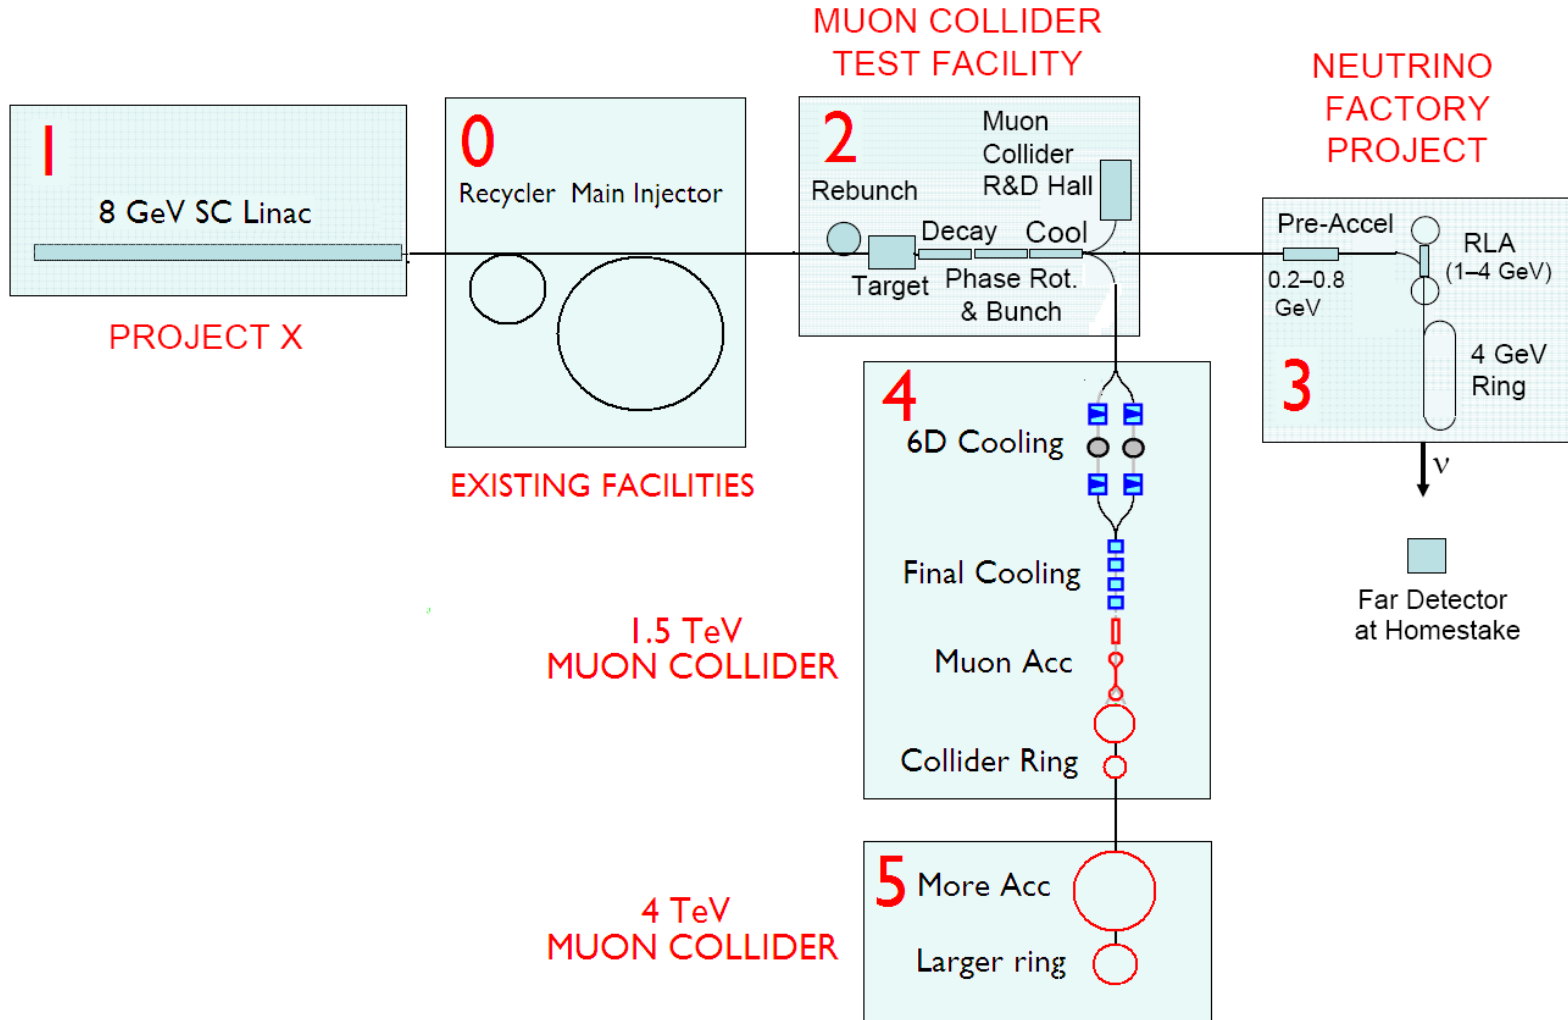 1
8 GeV SC Linac
PROJECT X
0
Recycler Main Injector
EXISTING FACILITIES
MUON COLLIDER
TEST FACILITY
2
Muon
Collider
R&D Hall
Rebunch
Decay
Cool
Target
Phase Rot.
& Bunch
NEUTRINO
FACTORY
PROJECT
Pre-Accel
RLA
(1–4 GeV)
0.2–0.8
GeV
3
4 GeV
Ring
ν
Far Detector
at Homestake
4
6D Cooling
Final Cooling
1.5 TeV
MUON COLLIDER
Muon Acc
Collider Ring
5
More Acc
4 TeV
MUON COLLIDER
Larger ring